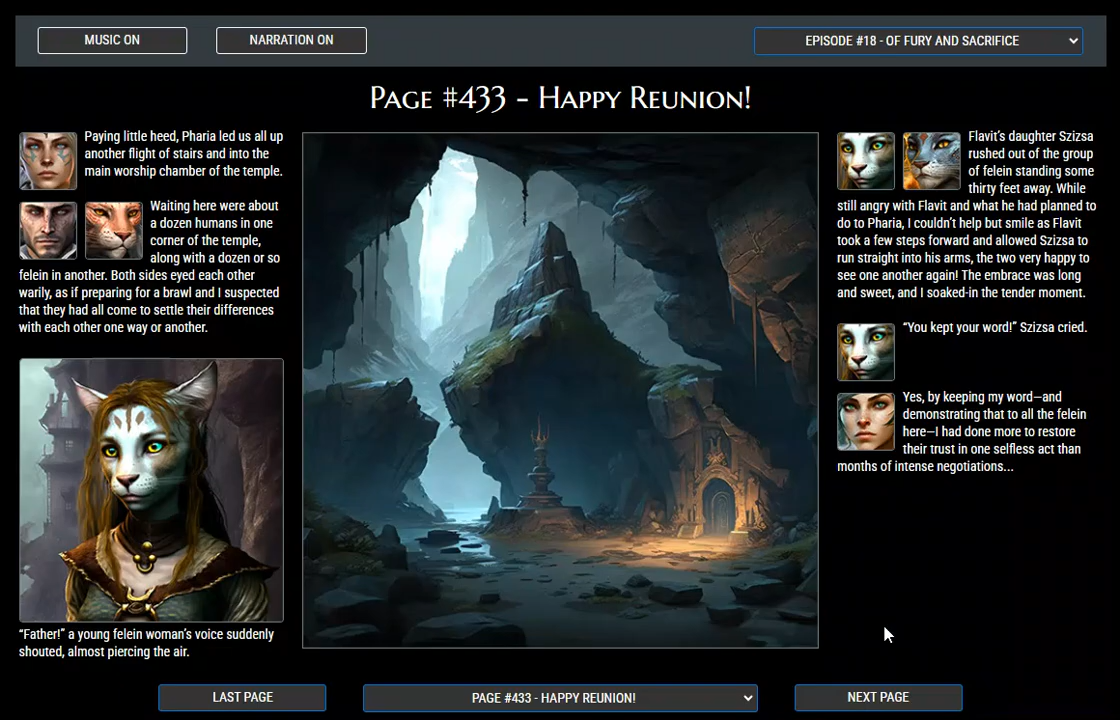 MUSIC ON
NARRATION ON
EPISODE #18 - OF FURY AND SACRIFICE
Page #433 - Happy Reunion!
Paying little heed, Pharia led us all up
another flight of stairs and into the
main worship chamber of the temple.
Waiting here were about
a dozen humans in one
corner of the temple,
along with a dozen or so
felein in another. Both sides eyed each other
warily, as if preparing for a brawl and I suspected
that they had all come to settle their differences
with each other one way or another.
“Father!” a young felein woman’s voice suddenly
shouted, almost piercing the air.
Flavit’s daughter Szizsa
rushed out of the group
of felein standing some
thirty feet away. While
still angry with Flavit and what he had planned to
do to Pharia, I couldn’t help but smile as Flavit
took a few steps forward and allowed Szizsa to
run straight into his arms, the two very happy to
see one another again! The embrace was long
and sweet, and I soaked-in the tender moment.
“You kept your word!” Szizsa cried.
Yes, by keeping my word—and
demonstrating that to all the felein
here—I had done more to restore
their trust in one selfless act than
months of intense negotiations...
LAST PAGE
PAGE #433 - HAPPY REUNION!
NEXT PAGE